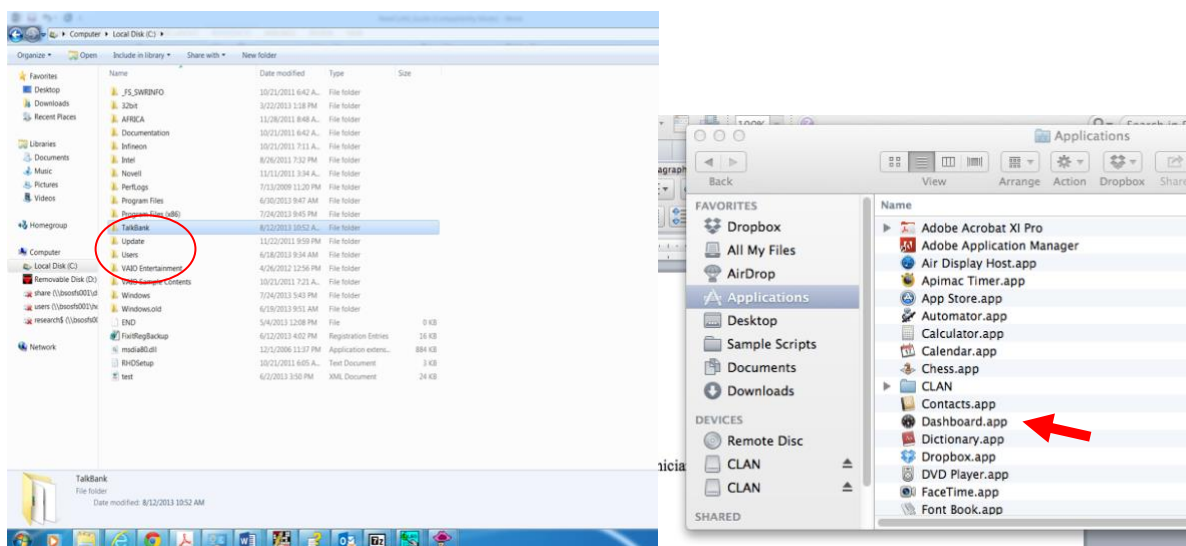 Computer ▸ Local Disk (C:) ▸
Organize ▾ Open Include in library ▾ Share with ▾ New folder
Favorites
Desktop
Downloads
Recent Places
Libraries
Documents
Music
Pictures
Videos
Homegroup
Computer
Local Disk (C:)
Removable Disk (D:)
share (\\bsosfs001\d
users (\\bsosfs001\
research$ (\\bsosfs00
Network
Name Date modified Type Size
_FS_SWRINFO 10/21/2011 6:42 A... File folder
32bit 3/22/2013 1:18 PM File folder
AFRICA 11/28/2011 8:48 A... File folder
Documentation 10/21/2011 6:42 A... File folder
Infineon 10/21/2011 7:11 A... File folder
Intel 8/26/2011 7:32 PM File folder
Novell 11/11/2011 3:34 A... File folder
PerfLogs 7/13/2009 11:20 PM File folder
Program Files 6/30/2013 9:47 AM File folder
Program Files (x86) 7/24/2013 9:45 PM File folder
TalkBank 8/12/2013 10:52 A... File folder
Update 11/22/2011 9:59 PM File folder
Users 6/18/2013 9:34 AM File folder
VAIO Entertainment 4/26/2012 12:56 PM File folder
VAIO Sample Contents 10/21/2011 7:21 A... File folder
Windows 7/24/2013 5:43 PM File folder
Windows.old 6/19/2013 9:51 AM File folder
END 5/4/2013 12:08 PM File 0 KB
FixitRegBackup 6/12/2013 4:02 PM Registration Entries 16 KB
msdia80.dll 12/1/2006 11:37 PM Application extens... 884 KB
RHDSetup 10/21/2011 6:05 A... Text Document 3 KB
test 6/2/2013 3:50 PM XML Document 24 KB
TalkBank
File folder
Date modified: 8/12/2013 10:52 AM
100%
agraph
nicia
Applications
Back View Arrange Action Dropbox Share
FAVORITES
Dropbox
All My Files
AirDrop
Applications
Desktop
Sample Scripts
Documents
Downloads
DEVICES
Remote Disc
CLAN
CLAN
SHARED
Name
Adobe Acrobat XI Pro
Adobe Application Manager
Air Display Host.app
Apimac Timer.app
App Store.app
Automator.app
Calculator.app
Calendar.app
Chess.app
CLAN
Contacts.app
Dashboard.app
Dictionary.app
Dropbox.app
DVD Player.app
FaceTime.app
Font Book.app